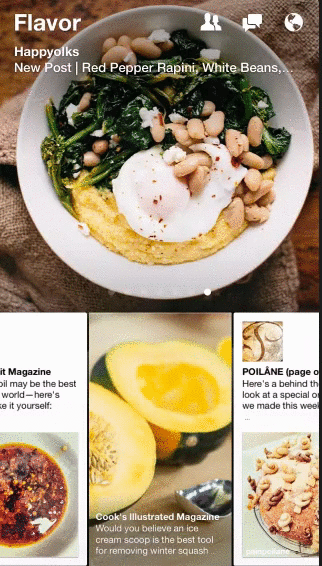 Flavor
Happyolks
New Post | Red Pepper Rapini, White Beans,...
it Magazine
oil may be the best
world—here's
ke it yourself:
Cook's Illustrated Magazine
Would you believe an ice
cream scoop is the best tool
for removing winter squash ...
POILÂNE (page o
Here's a behind th
look at a special or
we made this wee
...
pampoilane